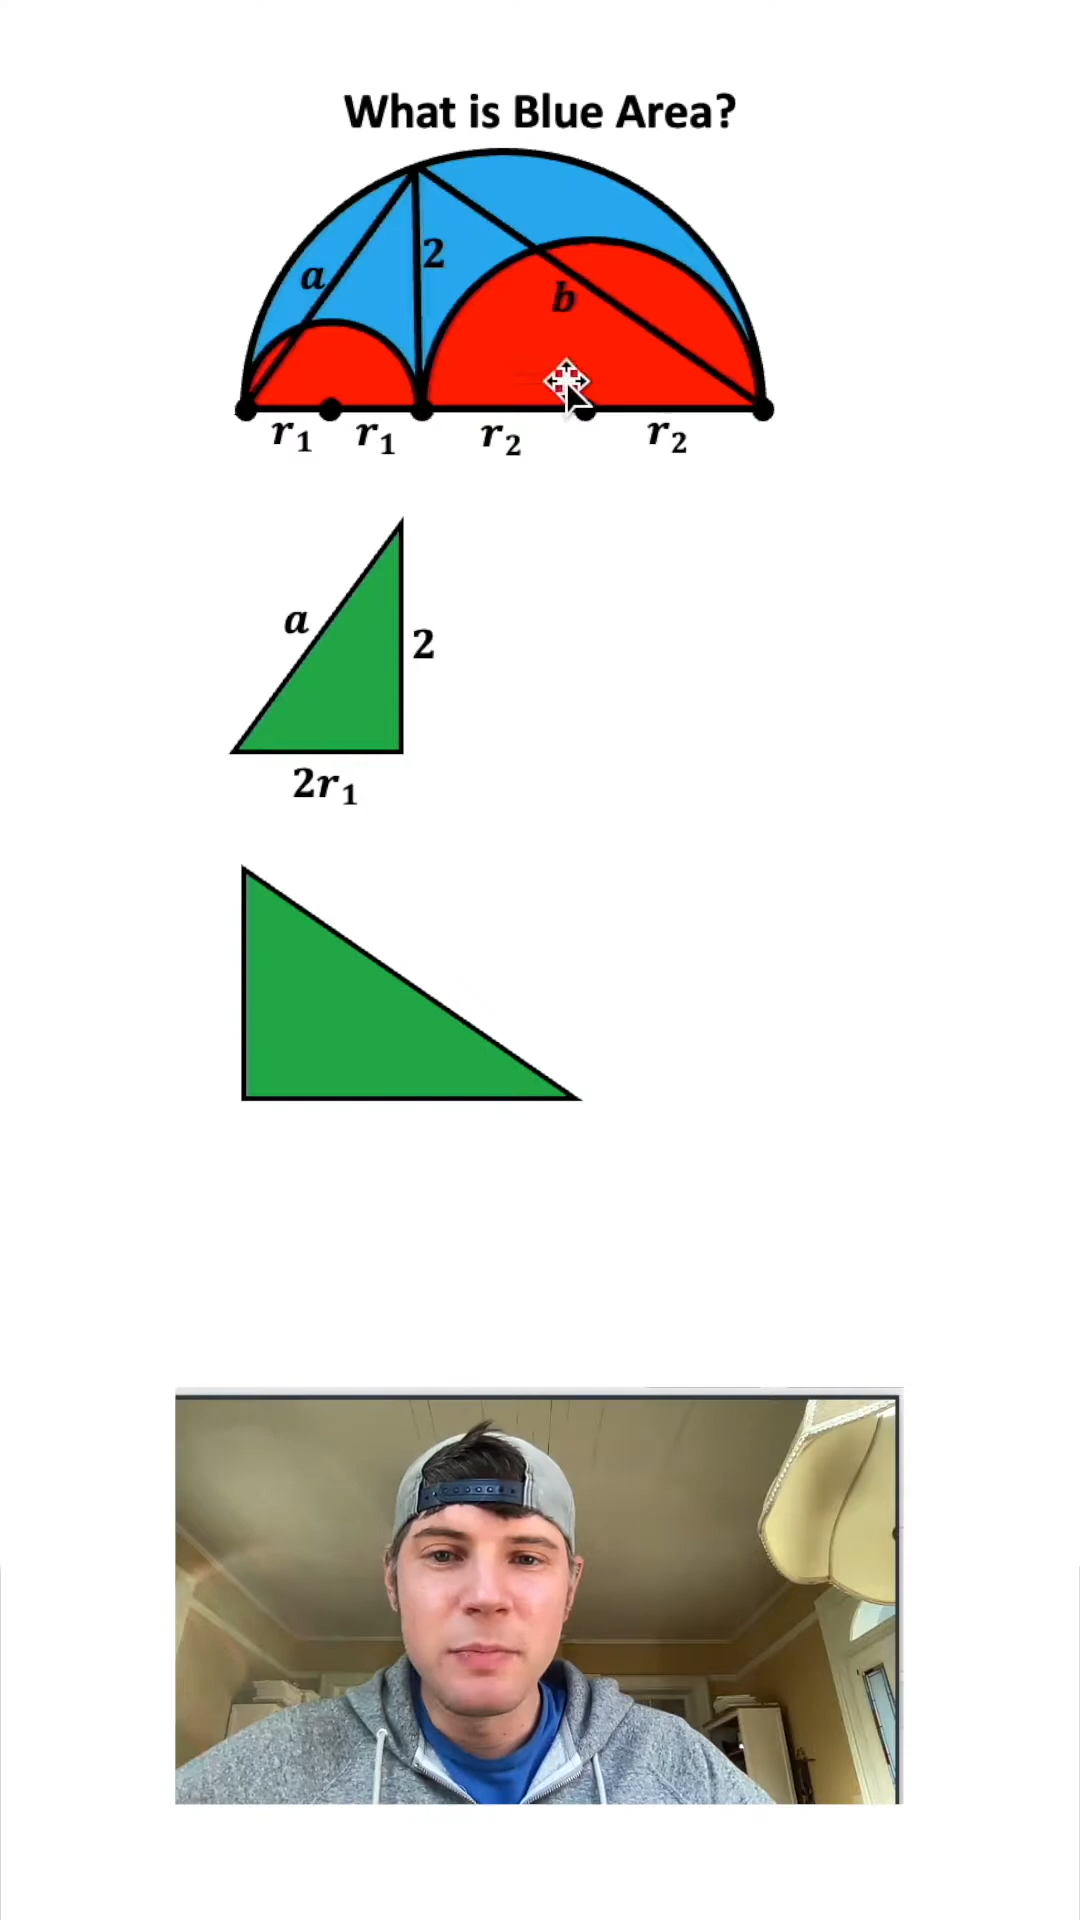 What is Blue Area?
a 2 b
r₁ r₁ r₂ r₂
a 2
2r₁